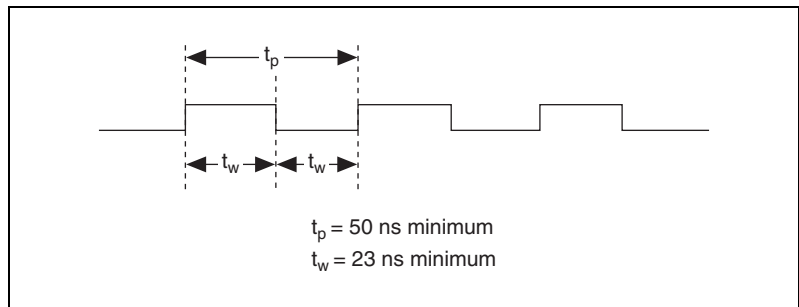 tp
tw tw
tp = 50 ns minimum
tw = 23 ns minimum